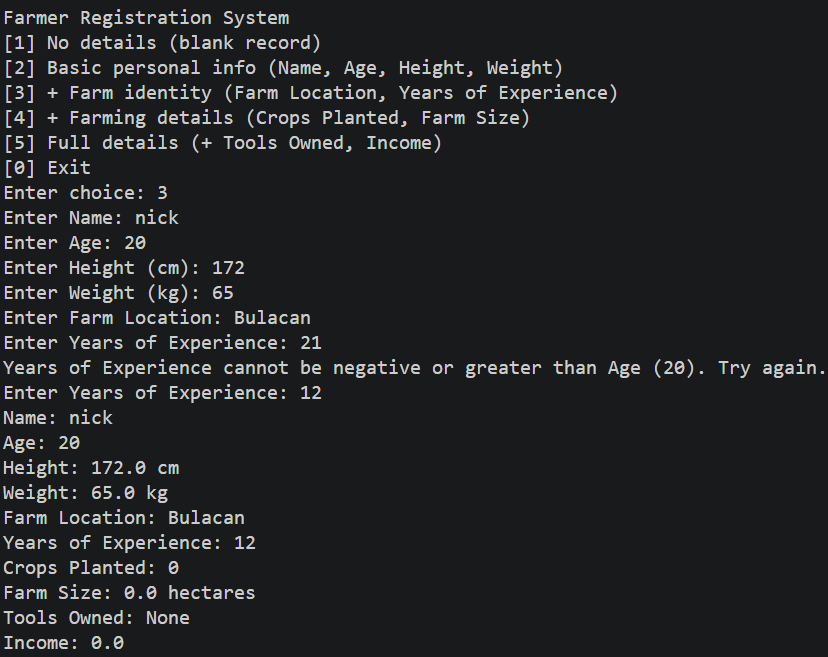 Farmer Registration System
[1] No details (blank record)
[2] Basic personal info (Name, Age, Height, Weight)
[3] + Farm identity (Farm Location, Years of Experience)
[4] + Farming details (Crops Planted, Farm Size)
[5] Full details (+ Tools Owned, Income)
[0] Exit
Enter choice: 3
Enter Name: nick
Enter Age: 20
Enter Height (cm): 172
Enter Weight (kg): 65
Enter Farm Location: Bulacan
Enter Years of Experience: 21
Years of Experience cannot be negative or greater than Age (20). Try again.
Enter Years of Experience: 12
Name: nick
Age: 20
Height: 172.0 cm
Weight: 65.0 kg
Farm Location: Bulacan
Years of Experience: 12
Crops Planted: 0
Farm Size: 0.0 hectares
Tools Owned: None
Income: 0.0